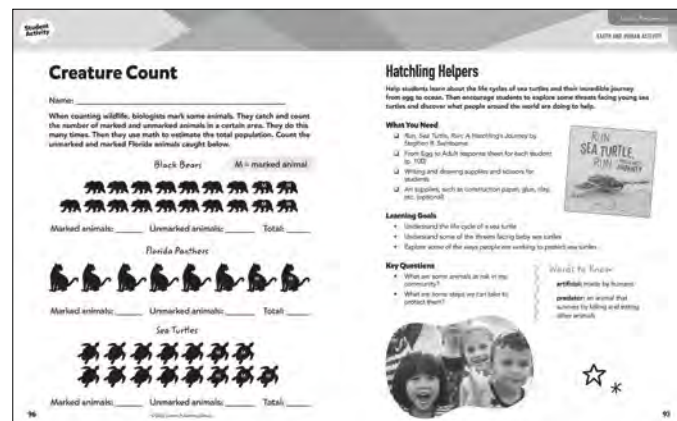 Student
Activity
Creature Count
Name:
When counting wildlife, biologists mark some animals. They catch and count
the number of marked and unmarked animals in a certain area. They do this
many times. Then they use math to estimate the total population. Count the
unmarked and marked Florida animals caught below.
Black Bears
M = marked animal
Marked animals: Unmarked animals: Total:
Florida Panthers
Marked animals: Unmarked animals: Total:
Sea Turtles
Marked animals: Unmarked animals: Total:
96
EARTH AND HUMAN ACTIVITY
Hatchling Helpers
Help students learn about the life cycles of sea turtles and their incredible journey
from egg to ocean. Then encourage students to explore some threats facing young sea
turtles and discover what people around the world are doing to help.
What You Need
Run, Sea Turtle, Run: A Hatchling's Journey by
Stephen R. Swinburne
From Egg to Adult response sheet for each student
(p. 100)
Writing and drawing supplies and scissors for
students
Art supplies, such as construction paper, glue, clay,
etc. (optional)
RUN
SEA TURTLE
RUN
Learning Goals
Understand the life cycle of a sea turtle
Understand some of the threats facing baby sea turtles
Explore some of the ways people are working to protect sea turtles
Key Questions
What are some animals at risk in my
community?
What are some steps we can take to
protect them?
Words to Know
artificial: made by humans
predator: an animal that
survives by killing and eating
other animals